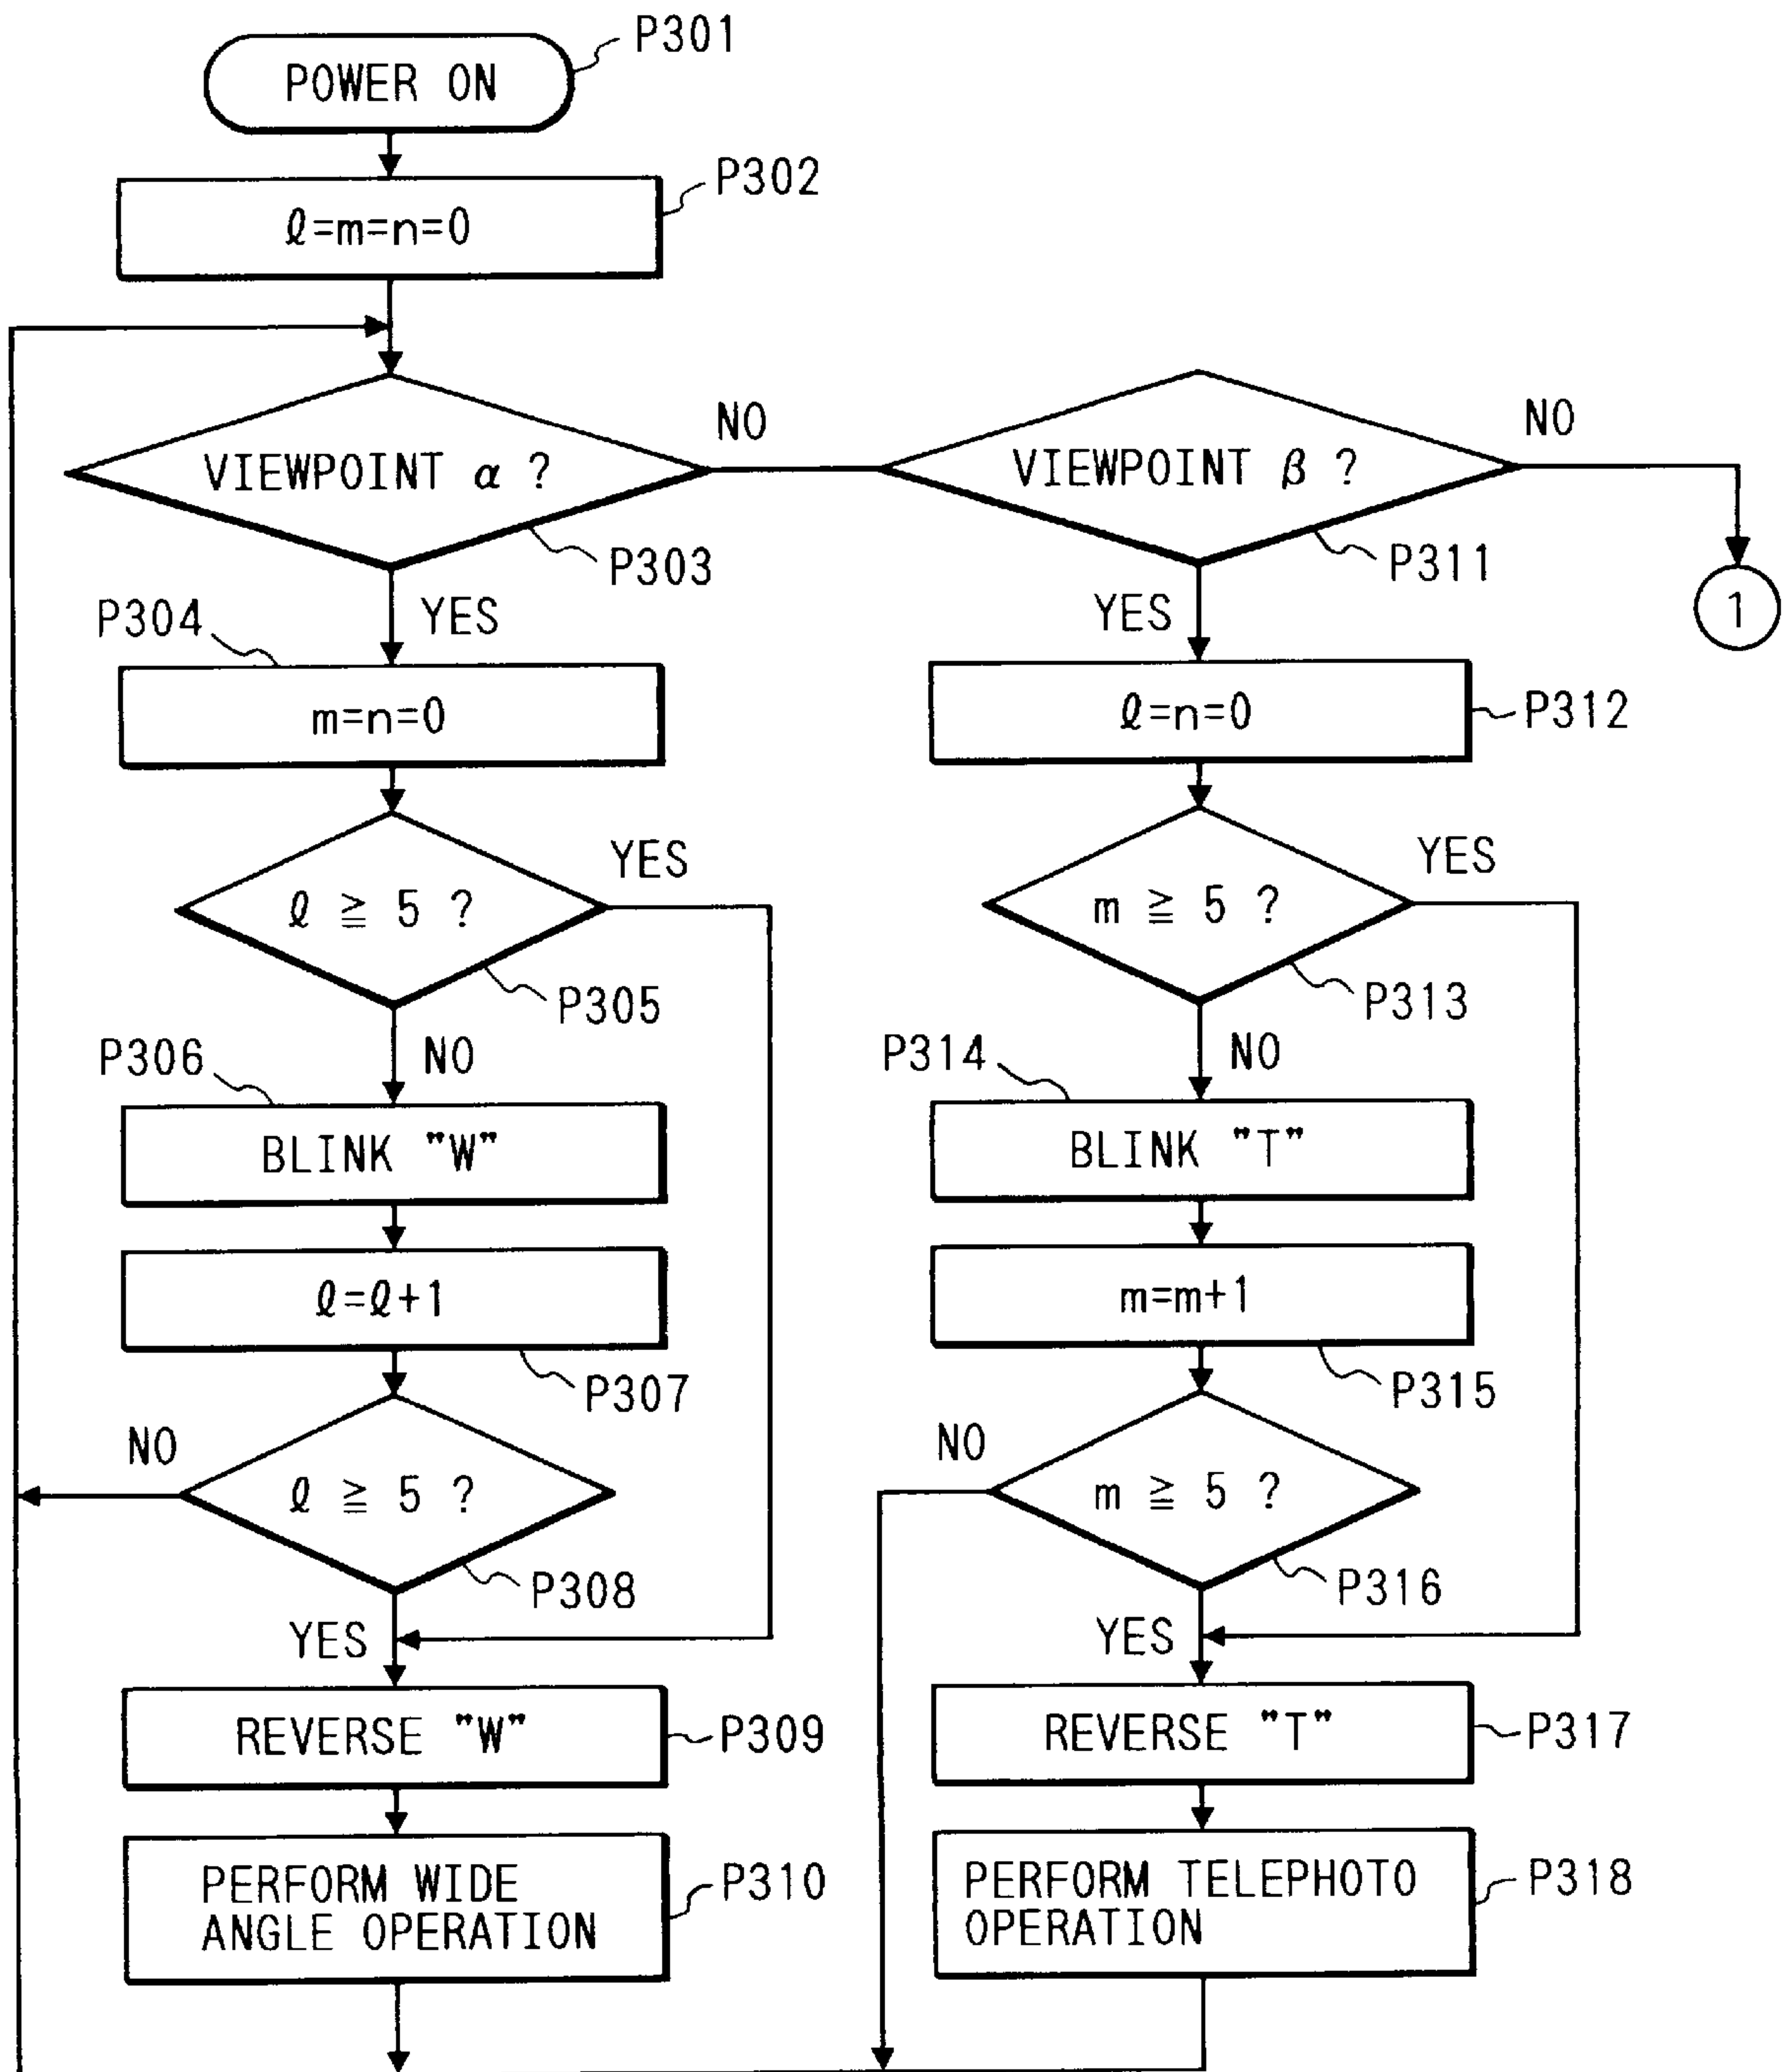 P301
POWER ON
P302
ℓ=m=n=0
VIEWPOINT α ?
NO
P303
YES
VIEWPOINT β ?
NO
P311
YES
1
P304
m=n=0
ℓ ≧ 5 ?
YES
P305
NO
P306
BLINK "W"
ℓ=ℓ+1
P307
ℓ ≧ 5 ?
NO
P308
YES
REVERSE "W"
P309
PERFORM WIDE
ANGLE OPERATION
P310
ℓ=n=0
P312
m ≧ 5 ?
YES
P313
NO
P314
BLINK "T"
m=m+1
P315
NO
m ≧ 5 ?
P316
YES
REVERSE "T"
P317
PERFORM TELEPHOTO
OPERATION
P318